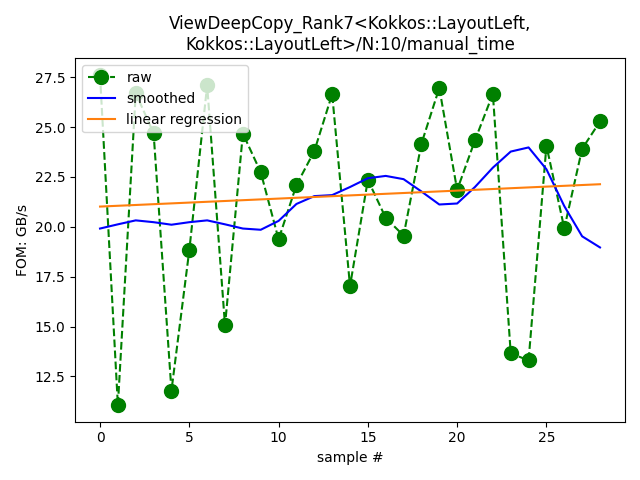 ViewDeepCopy_Rank7<Kokkos::LayoutLeft,
Kokkos::LayoutLeft>/N:10/manual_time
raw
smoothed
linear regression
FOM: GB/s
27.5
25.0
22.5
20.0
17.5
15.0
12.5
0
5
10
15
20
25
sample #